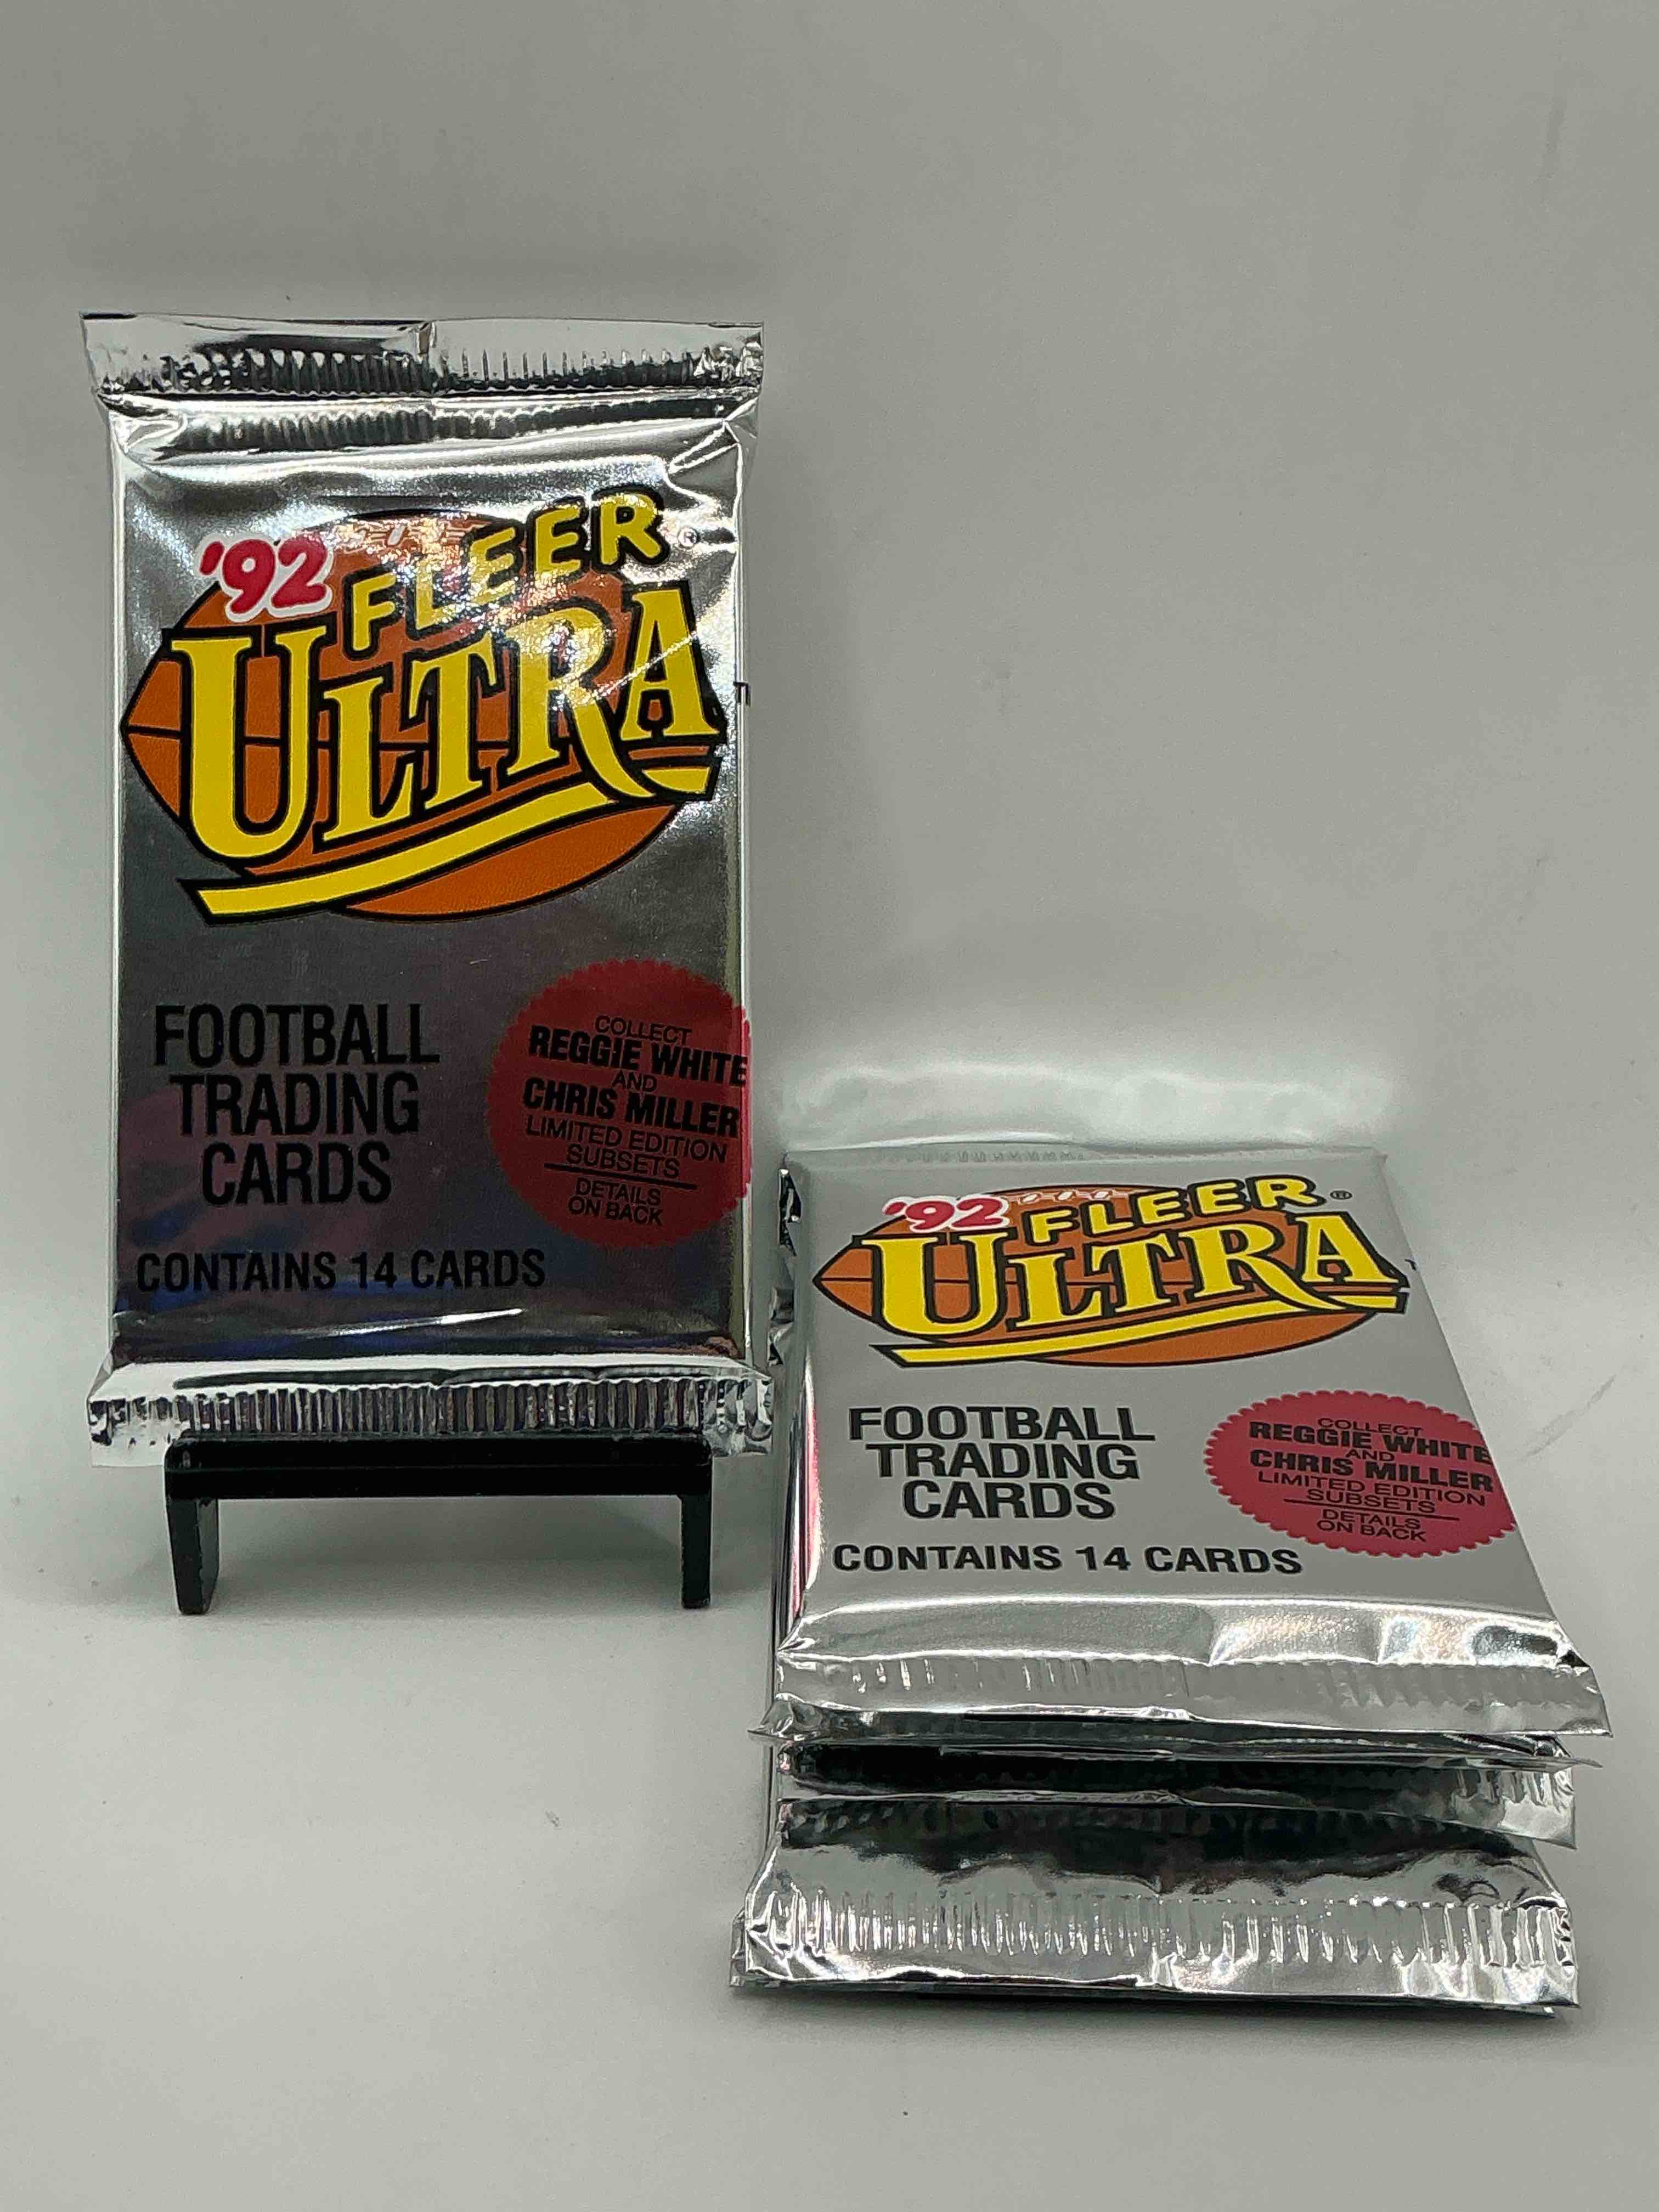 '92 FLEER®
ULTRA
FOOTBALL
TRADING
CARDS
COLLECT
REGGIE WHITE
AND
CHRIS MILLER
LIMITED EDITION
SUBSETS
DETAILS
ON BACK
CONTAINS 14 CARDS
'92 FLEER®
ULTRA
FOOTBALL
TRADING
CARDS
COLLECT
REGGIE WHITE
AND
CHRIS MILLER
LIMITED EDITION
SUBSETS
DETAILS
ON BACK
CONTAINS 14 CARDS